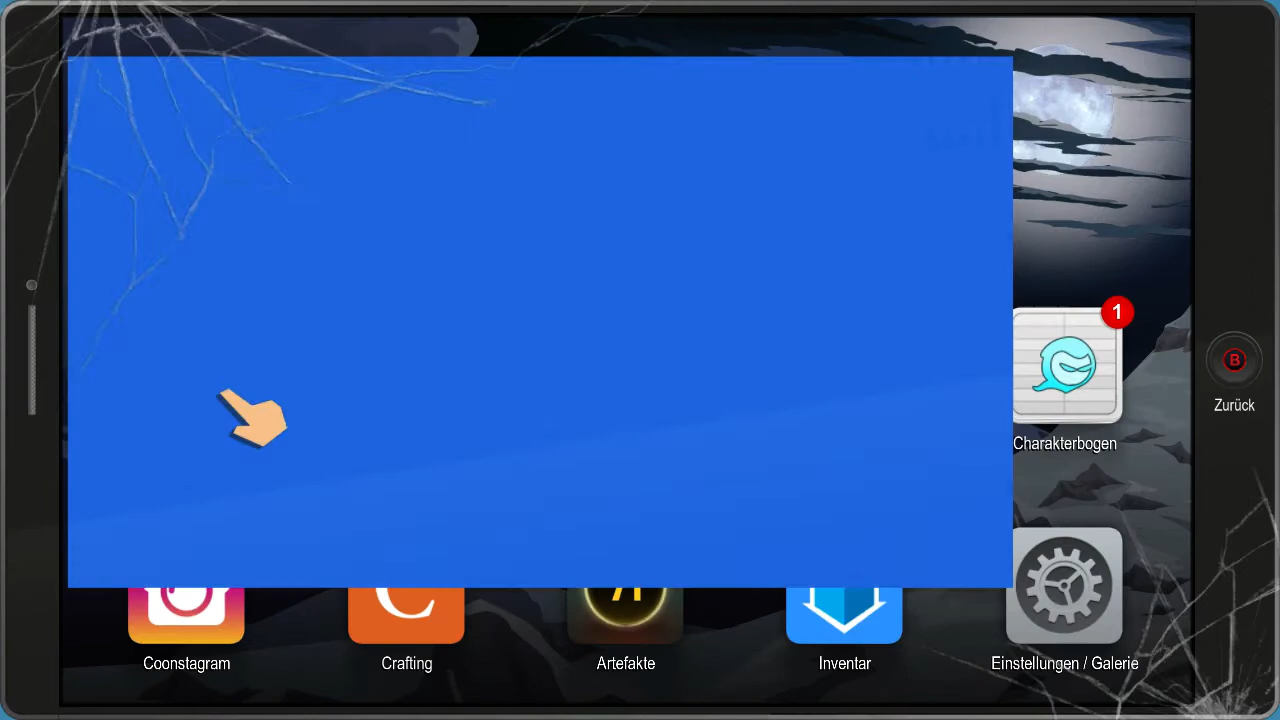 1
Charakterbogen
B
Zurück
Coonstagram
Crafting
Artefakte
Inventar
Einstellungen / Galerie